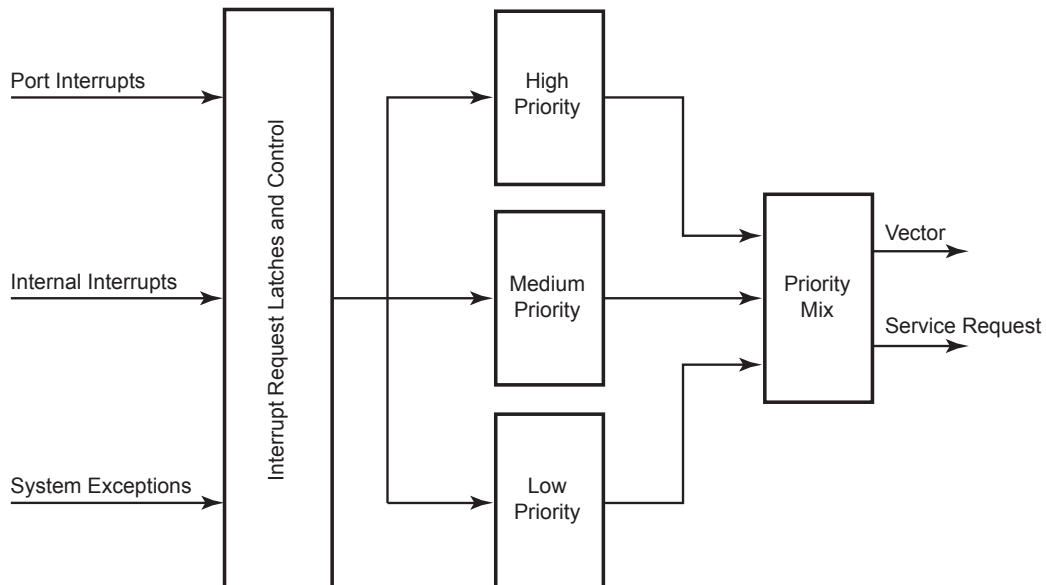 Port Interrupts
Internal Interrupts
System Exceptions
Interrupt Request Latches and Control
High
Priority
Medium
Priority
Low
Priority
Priority
Mix
Vector
Service Request